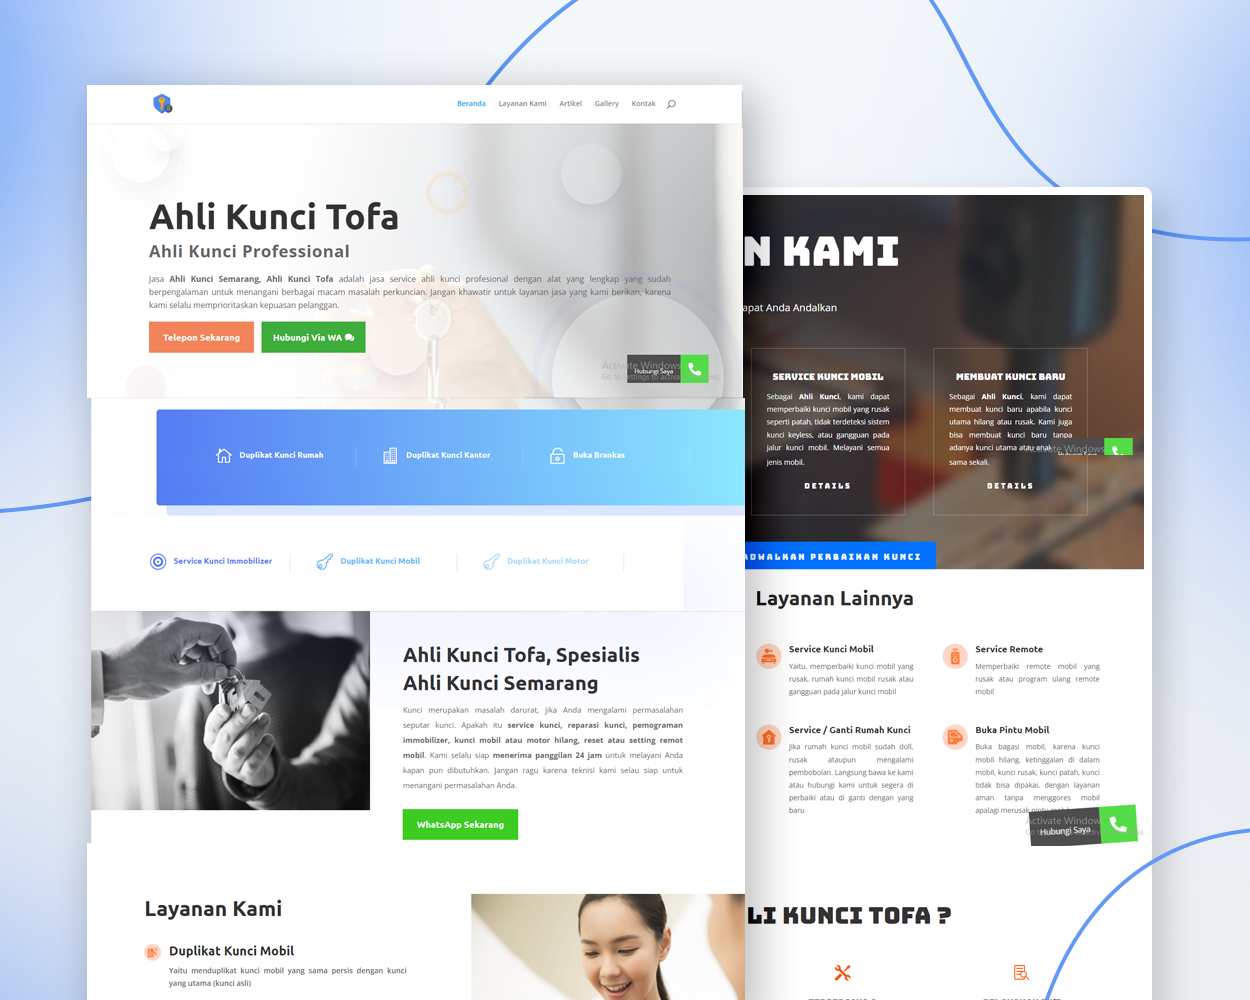 Beranda
Layanan Kami
Artikel
Gallery
Kontak
Ahli Kunci Tofa
Ahli Kunci Professional
Jasa Ahli Kunci Semarang, Ahli Kunci Tofa adalah jasa service ahli kunci profesional dengan alat yang lengkap yang sudah
berpengalaman untuk menangani berbagai macam masalah perkuncian. Jangan khawatir untuk layanan jasa yang kami berikan, karena
kami selalu memprioritaskan kepuasan pelanggan.
Telepon Sekarang
Hubungi Via WA
Activate Windows
Hubungi Saya
Go to Settings to activate
Duplikat Kunci Rumah
Duplikat Kunci Kantor
Buka Brankas
Service Kunci Immobilizer
Duplikat Kunci Mobil
Duplikat Kunci Motor
Ahli Kunci Tofa, Spesialis
Ahli Kunci Semarang
Kunci merupakan masalah darurat, jika Anda mengalami permasalahan
seputar kunci. Apakah itu service kunci, reparasi kunci, pemograman
immobilizer, kunci mobil atau motor hilang, reset atau setting remot
mobil. Kami selalu siap menerima panggilan 24 jam untuk melayani Anda
kapan pun dibutuhkan. Jangan ragu karena teknisi kami selau siap untuk
menangani permasalahan Anda.
WhatsApp Sekarang
Layanan Kami
Duplikat Kunci Mobil
Yaitu menduplikat kunci mobil yang sama persis dengan kunci
yang utama (kunci asli)
N KAMI
apat Anda Andalkan
SERVICE KUNCI MOBIL
Sebagai Ahli Kunci, kami dapat
memperbaiki kunci mobil yang rusak
seperti patah, tidak terdeteksi sistem
kunci keyless, atau gangguan pada
jalur kunci mobil. Melayani semua
jenis mobil.
DETAILS
MEMBUAT KUNCI BARU
Sebagai Ahli Kunci, kami dapat
membuat kunci baru apabila kunci
utama hilang atau rusak. Kami juga
bisa membuat kunci baru tanpa
adanya kunci utama atau anak
sama sekali.
DETAILS
Activate Windows
ADWALKAN PERBAIKAN KUNCI
Layanan Lainnya
Service Kunci Mobil
Yaitu, memperbaiki kunci mobil yang
rusak, rumah kunci mobil rusak atau
gangguan pada jalur kunci mobil
Service Remote
Memperbaiki remote mobil yang
rusak atau program ulang remote
mobil
Service / Ganti Rumah Kunci
Jika rumah kunci mobil sudah doll,
rusak ataupun mengalami
pembobolan. Langsung bawa ke kami
atau hubungi kami untuk segera di
perbaiki atau di ganti dengan yang
baru
Buka Pintu Mobil
Buka bagasi mobil, karena kunci
mobil hilang, ketinggalan di dalam
mobil, kunci rusak, kunci patah, kunci
tidak bisa dipakai, dengan layanan
aman tanpa menggores mobil
apalagi merusak pintu mobil
Activate Window
Hubungi Saya
LI KUNCI TOFA ?